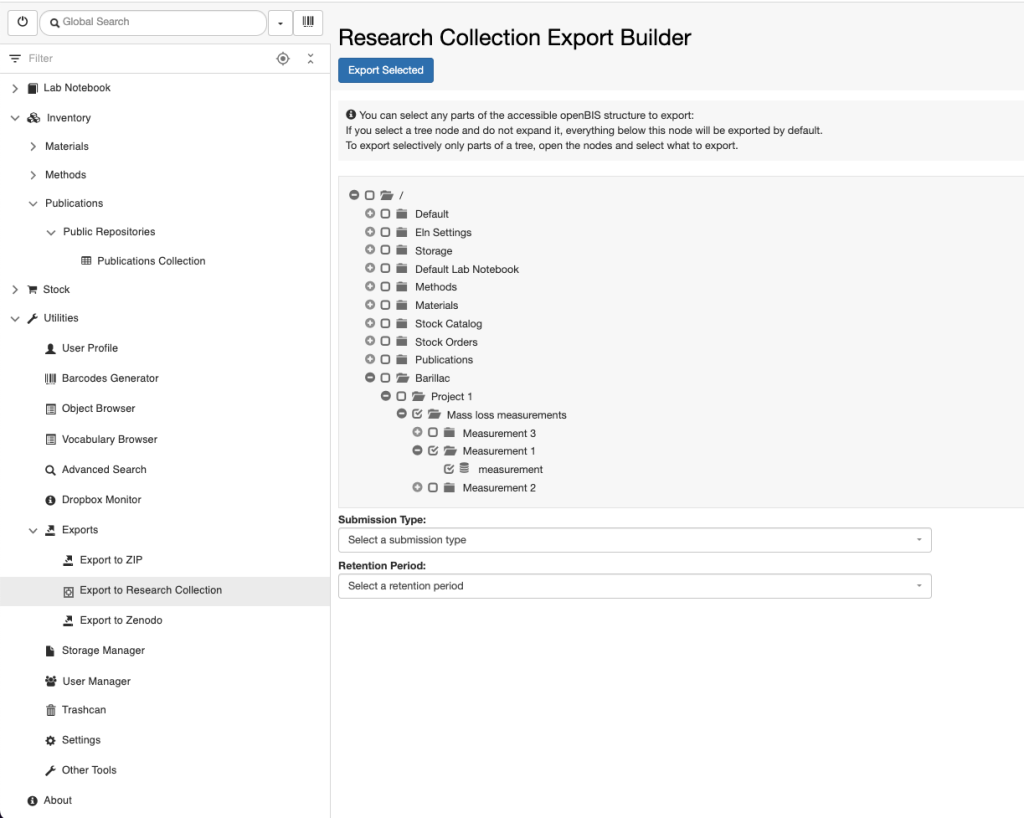 Global Search
Filter
Lab Notebook
Inventory
Materials
Methods
Publications
Public Repositories
Publications Collection
Stock
Utilities
User Profile
Barcodes Generator
Object Browser
Vocabulary Browser
Advanced Search
Dropbox Monitor
Exports
Export to ZIP
Export to Research Collection
Export to Zenodo
Storage Manager
User Manager
Trashcan
Settings
Other Tools
About
Research Collection Export Builder
Export Selected
You can select any parts of the accessible openBIS structure to export:
If you select a tree node and do not expand it, everything below this node will be exported by default.
To export selectively only parts of a tree, open the nodes and select what to export.
/
Default
Eln Settings
Storage
Default Lab Notebook
Methods
Materials
Stock Catalog
Stock Orders
Publications
Barillac
Project 1
Mass loss measurements
Measurement 3
Measurement 1
measurement
Measurement 2
Submission Type:
Select a submission type
Retention Period:
Select a retention period